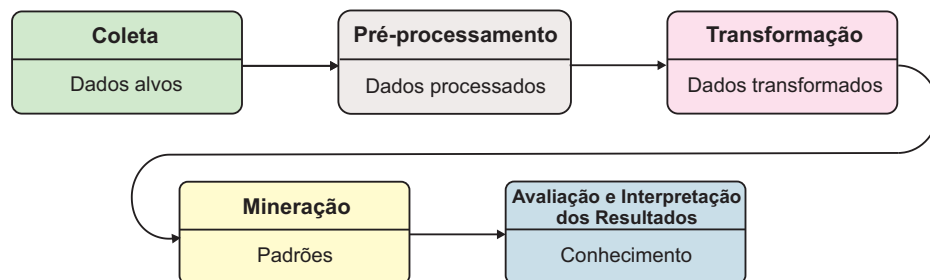 Coleta
Dados alvos
Pré-processamento
Dados processados
Transformação
Dados transformados
Mineração
Padrões
Avaliação e Interpretação
dos Resultados
Conhecimento